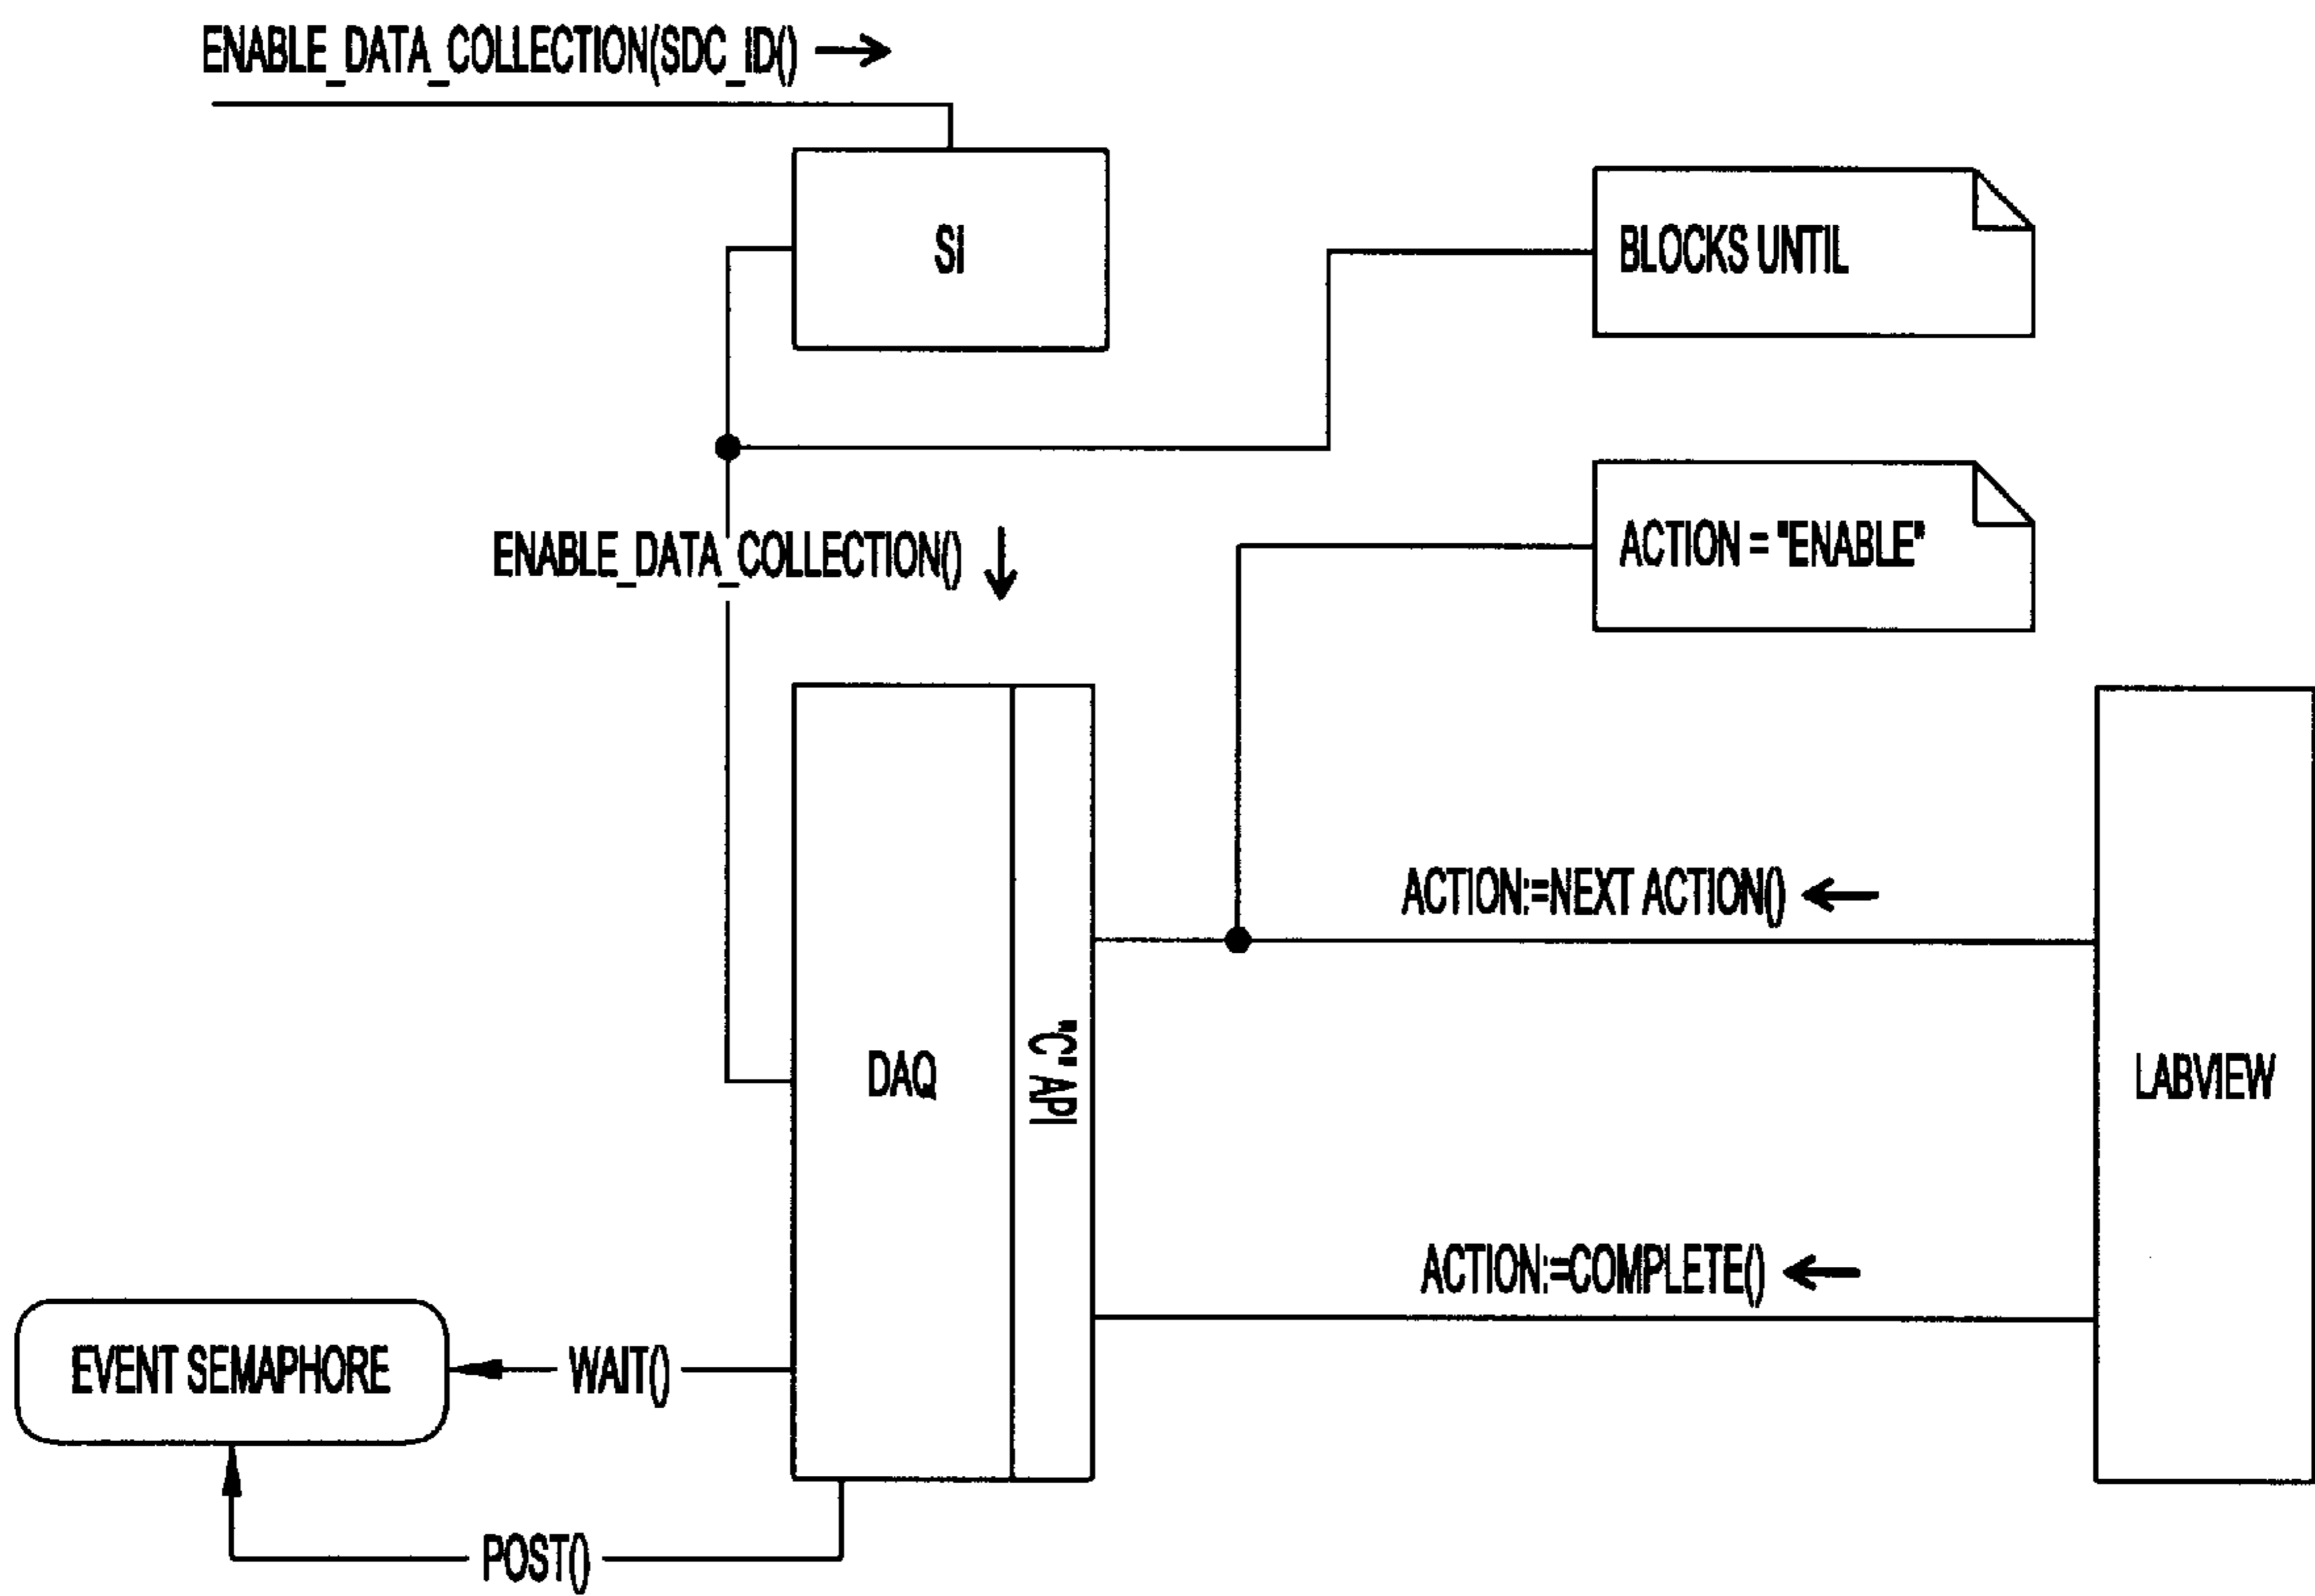 ENABLE_DATA_COLLECTION(SDC_ID()
SI
BLOCKS UNTIL
ENABLE_DATA_COLLECTION()
ACTION = "ENABLE"
ACTION:=NEXT ACTION()
DAQ
"C" API
LABVIEW
ACTION:=COMPLETE()
EVENT SEMAPHORE
WAIT()
POST()